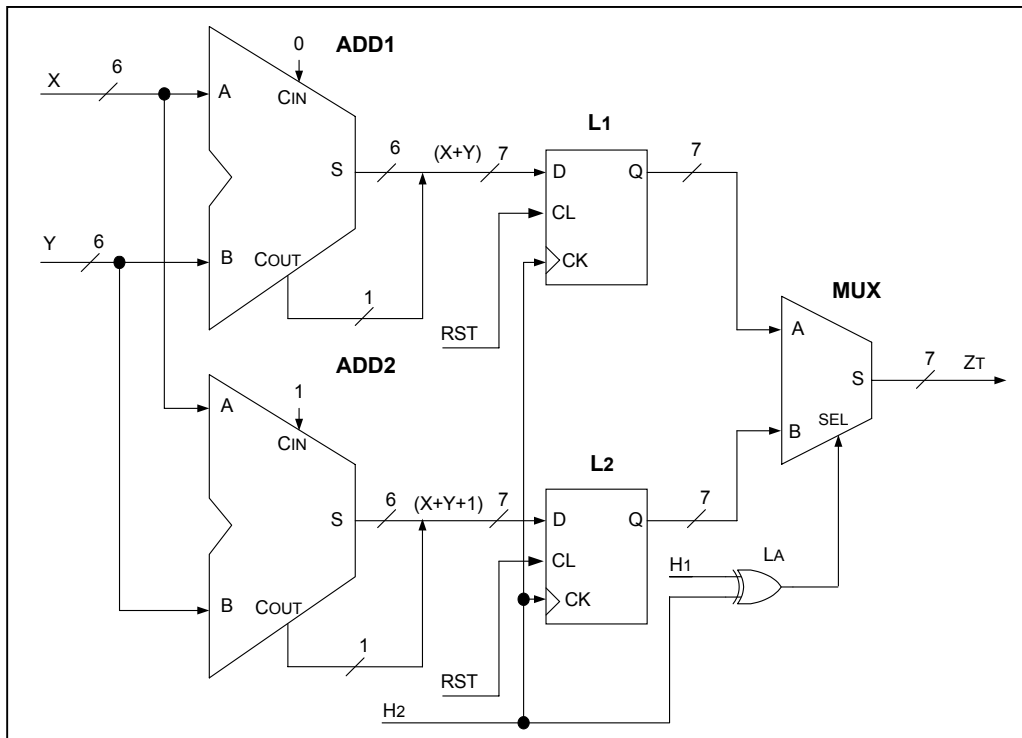 0
ADD1
X
6
A
CIN
S
6
(X+Y)
7
L1
D
Q
7
CL
CK
Y
6
B
COUT
1
RST
MUX
A
B
S
SEL
7
ZT
ADD2
1
A
CIN
S
6
(X+Y+1)
7
L2
D
Q
7
CL
CK
H1
LA
B
COUT
1
RST
H2